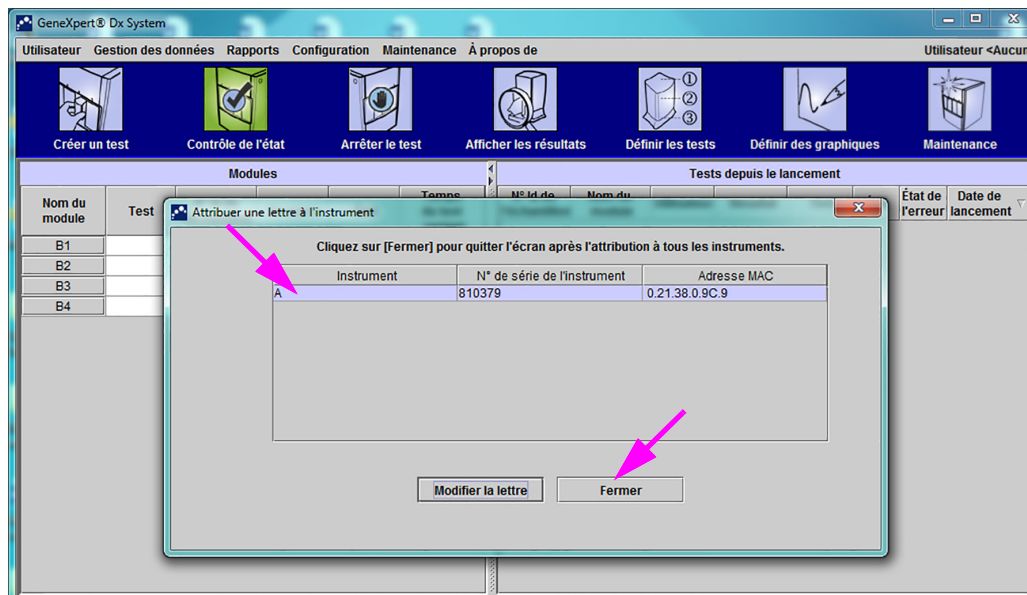 GeneXpert® Dx System
Utilisateur Gestion des données Rapports Configuration Maintenance À propos de
Utilisateur <Aucun
Créer un test
Contrôle de l'état
Arrêter le test
Afficher les résultats
Définir les tests
Définir des graphiques
Maintenance
Modules
Tests depuis le lancement
Nom du module
Test
Temps
N° Id de
Nom du
État de l'erreur
Date de lancement
B1
B2
B3
B4
Attribuer une lettre à l'instrument
Cliquez sur [Fermer] pour quitter l'écran après l'attribution à tous les instruments.
Instrument N° de série de l'instrument Adresse MAC
A 810379 0.21.38.0.9C.9
Modifier la lettre
Fermer